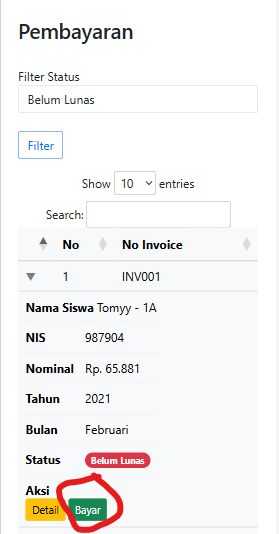 Pembayaran
Filter Status
Belum Lunas
Filter
Show 10 entries
Search:
No No Invoice
1 INV001
Nama Siswa Tomyy - 1A
NIS 987904
Nominal Rp. 65.881
Tahun 2021
Bulan Februari
Status Belum Lunas
Aksi
Detail Bayar